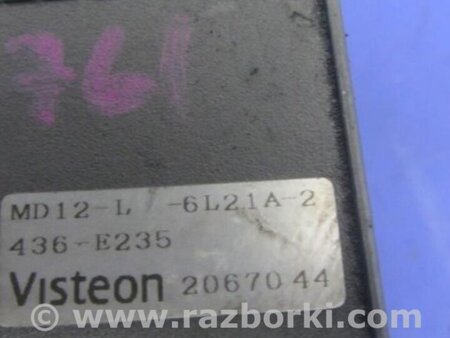 761
MD12-L -6L21A-2
436-E235
Visteon 2067044
www.razborki.com